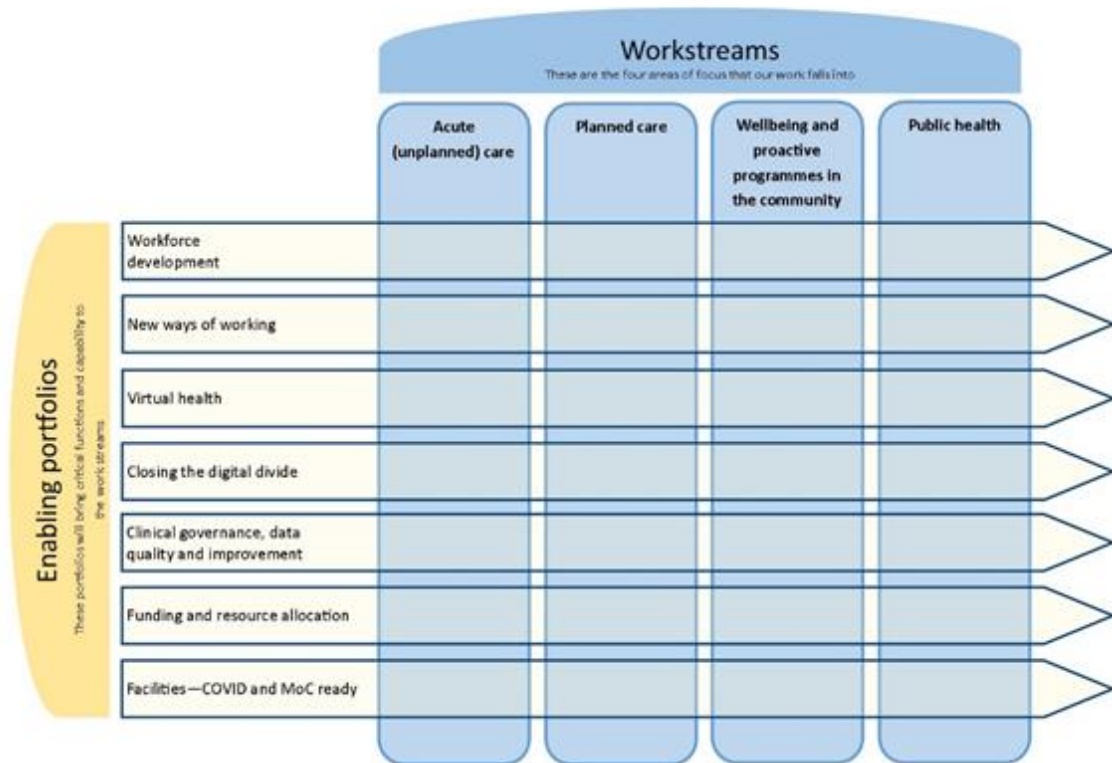 Workstreams
These are the four areas of focus that our work falls into
Acute
(unplanned) care
Planned care
Wellbeing and
proactive
programmes in
the community
Public health
Enabling portfolios
These portfolios will bring critical functions and capability to
the work streams
Workforce
development
New ways of working
Virtual health
Closing the digital divide
Clinical governance, data
quality and improvement
Funding and resource allocation
Facilities—COVID and MoC ready